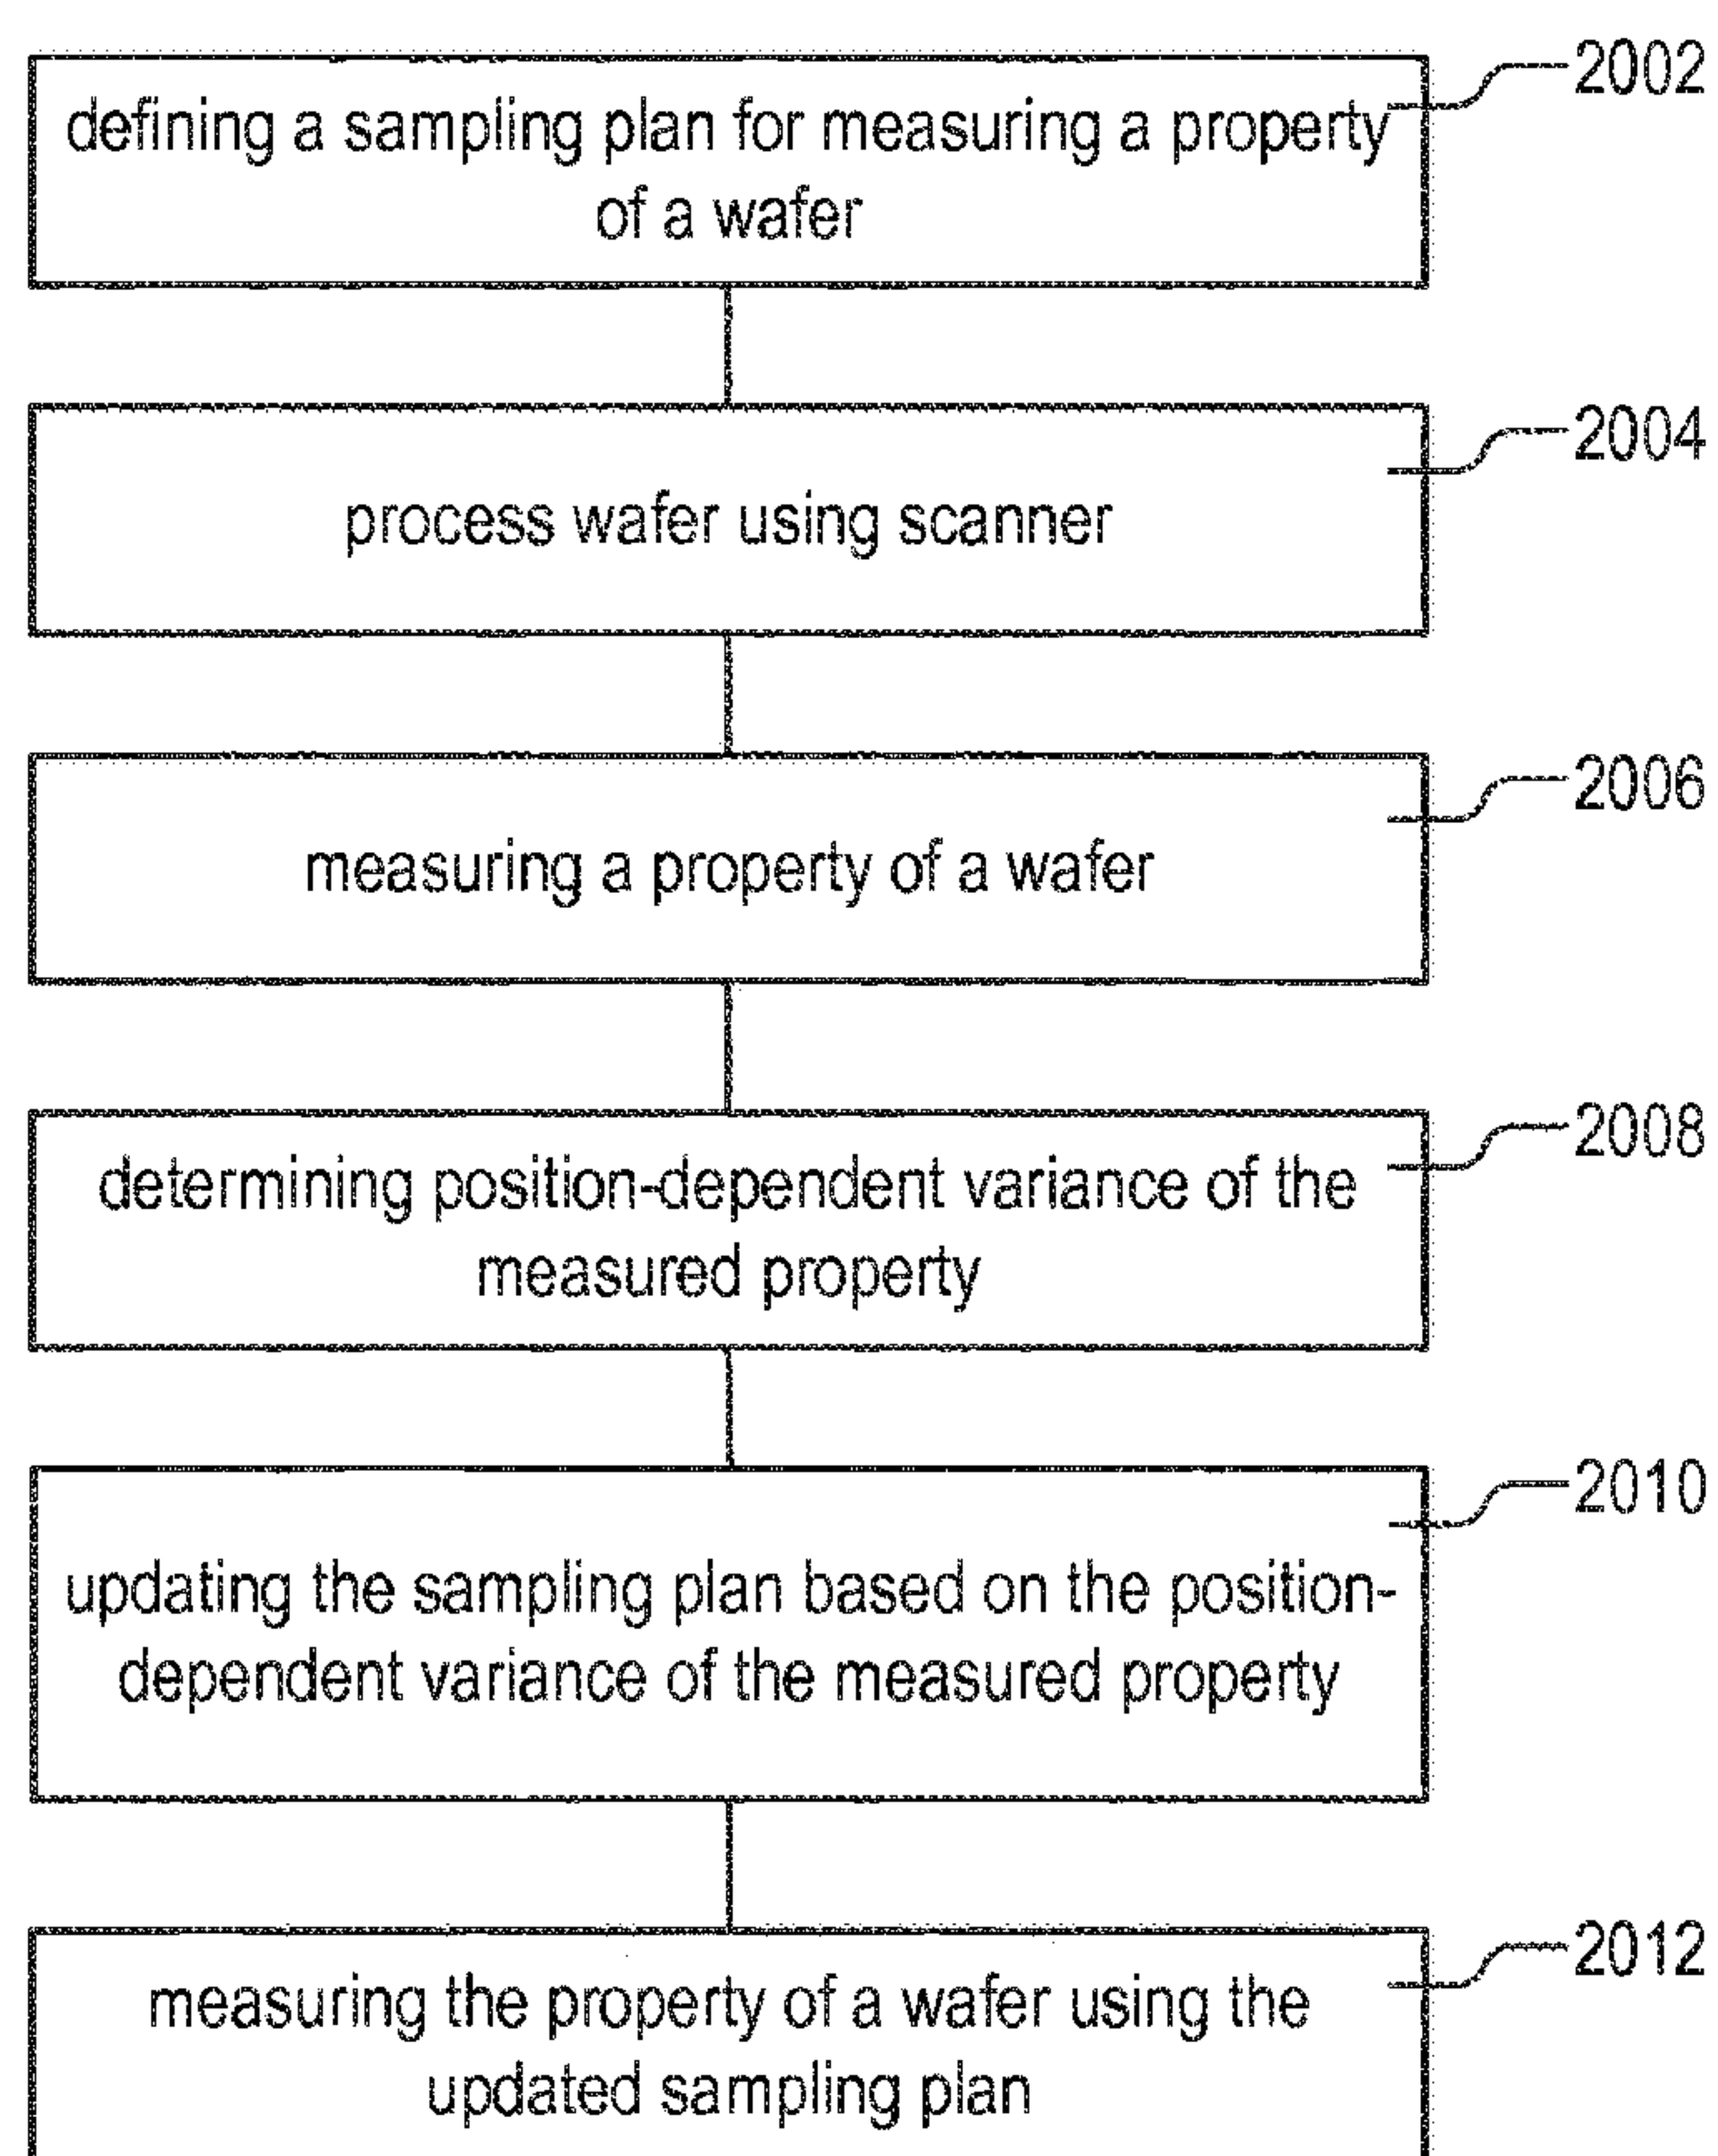 2002
defining a sampling plan for measuring a property
of a wafer
2004
process wafer using scanner
2006
measuring a property of a wafer
2008
determining position-dependent variance of the
measured property
2010
updating the sampling plan based on the position-
dependent variance of the measured property
2012
measuring the property of a wafer using the
updated sampling plan